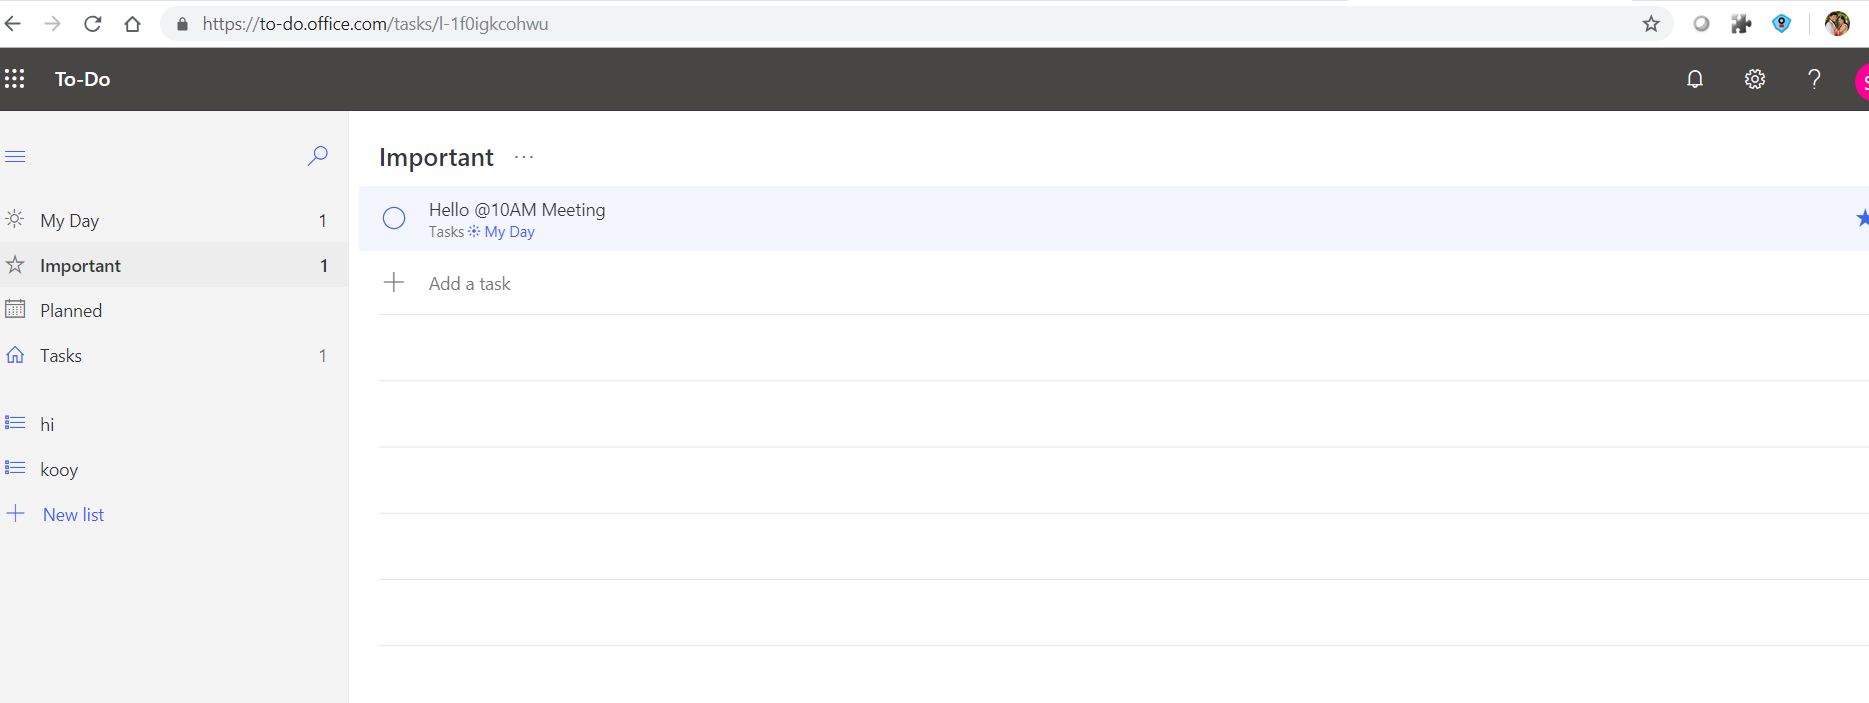 https://to-do.office.com/tasks/l-1f0igkcohwu
To-Do
?
My Day 1
Important 1
Planned
Tasks 1
hi
kooy
New list
Important ...
Hello @10AM Meeting
Tasks My Day
Add a task